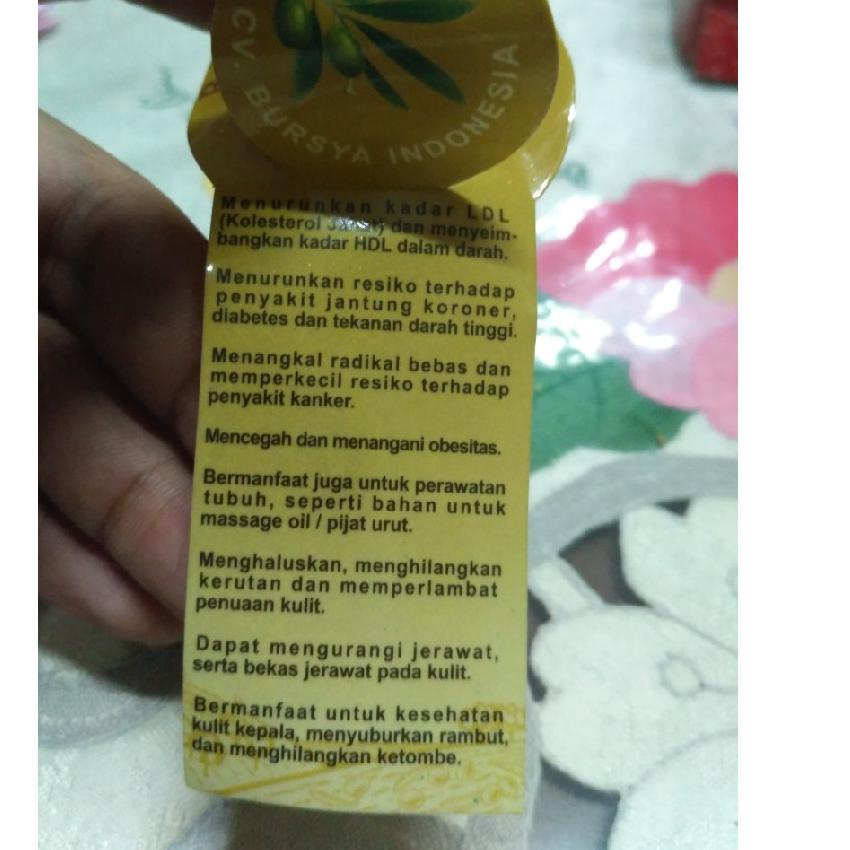 CV. BURSYA INDONESIA
Menurunkan kadar LDL
(Kolesterol Jahat) dan menyeim-
bangkan kadar HDL dalam darah.
Menurunkan resiko terhadap
penyakit jantung koroner,
diabetes dan tekanan darah tinggi.
Menangkal radikal bebas dan
memperkecil resiko terhadap
penyakit kanker.
Mencegah dan menangani obesitas.
Bermanfaat juga untuk perawatan
tubuh, seperti bahan untuk
massage oil / pijat urut.
Menghaluskan, menghilangkan
kerutan dan memperlambat
penuaan kulit.
Dapat mengurangi jerawat,
serta bekas jerawat pada kulit.
Bermanfaat untuk kesehatan
kulit kepala, menyuburkan rambut,
dan menghilangkan ketombe.